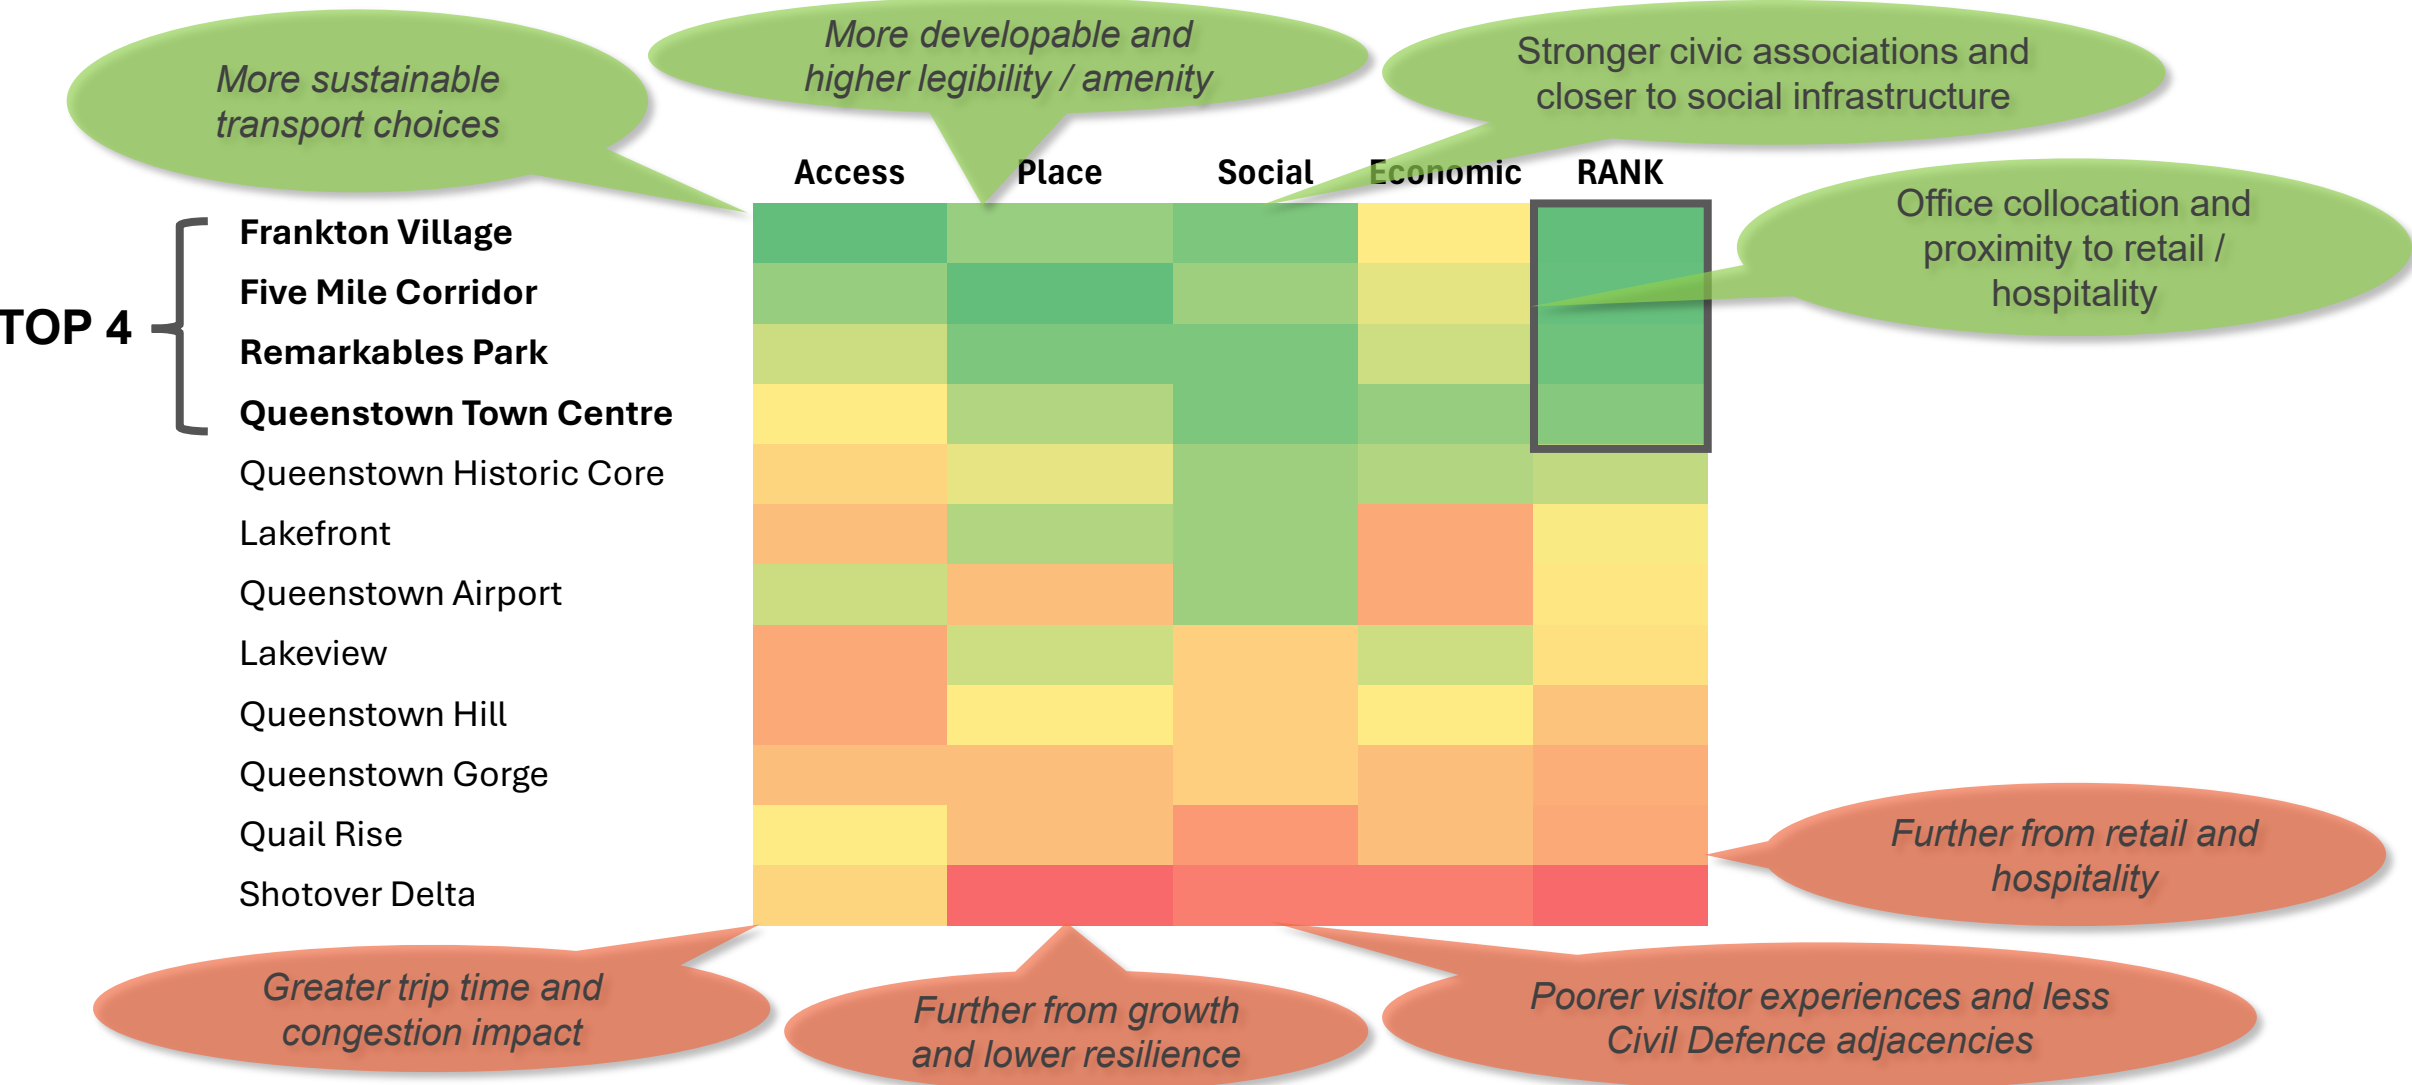 More sustainable
transport choices
More developable and
higher legibility / amenity
Stronger civic associations and
closer to social infrastructure
Office collocation and
proximity to retail /
hospitality
Access Place Social Economic RANK
TOP 4
Frankton Village
Five Mile Corridor
Remarkables Park
Queenstown Town Centre
Queenstown Historic Core
Lakefront
Queenstown Airport
Lakeview
Queenstown Hill
Queenstown Gorge
Quail Rise
Shotover Delta
Further from retail and
hospitality
Greater trip time and
congestion impact
Further from growth
and lower resilience
Poorer visitor experiences and less
Civil Defence adjacencies